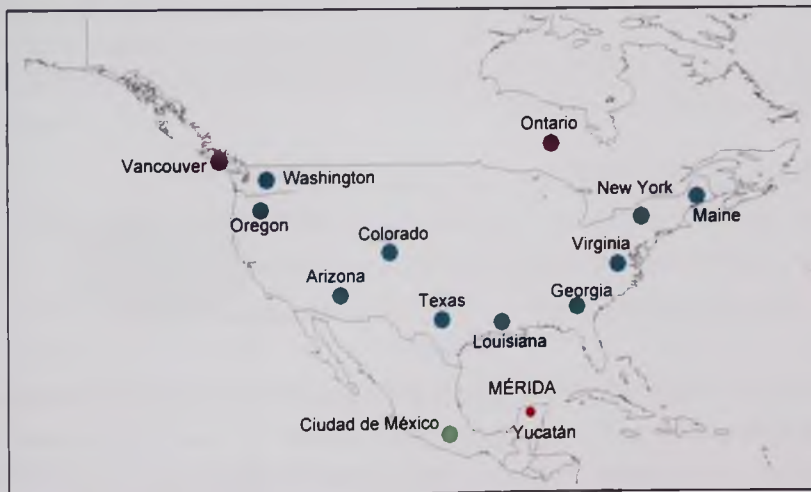 Ontario
Vancouver
Washington
New York
Maine
Oregon
Colorado
Virginia
Arizona
Georgia
Texas
Louisiana
MÉRIDA
Ciudad de México
Yucatán